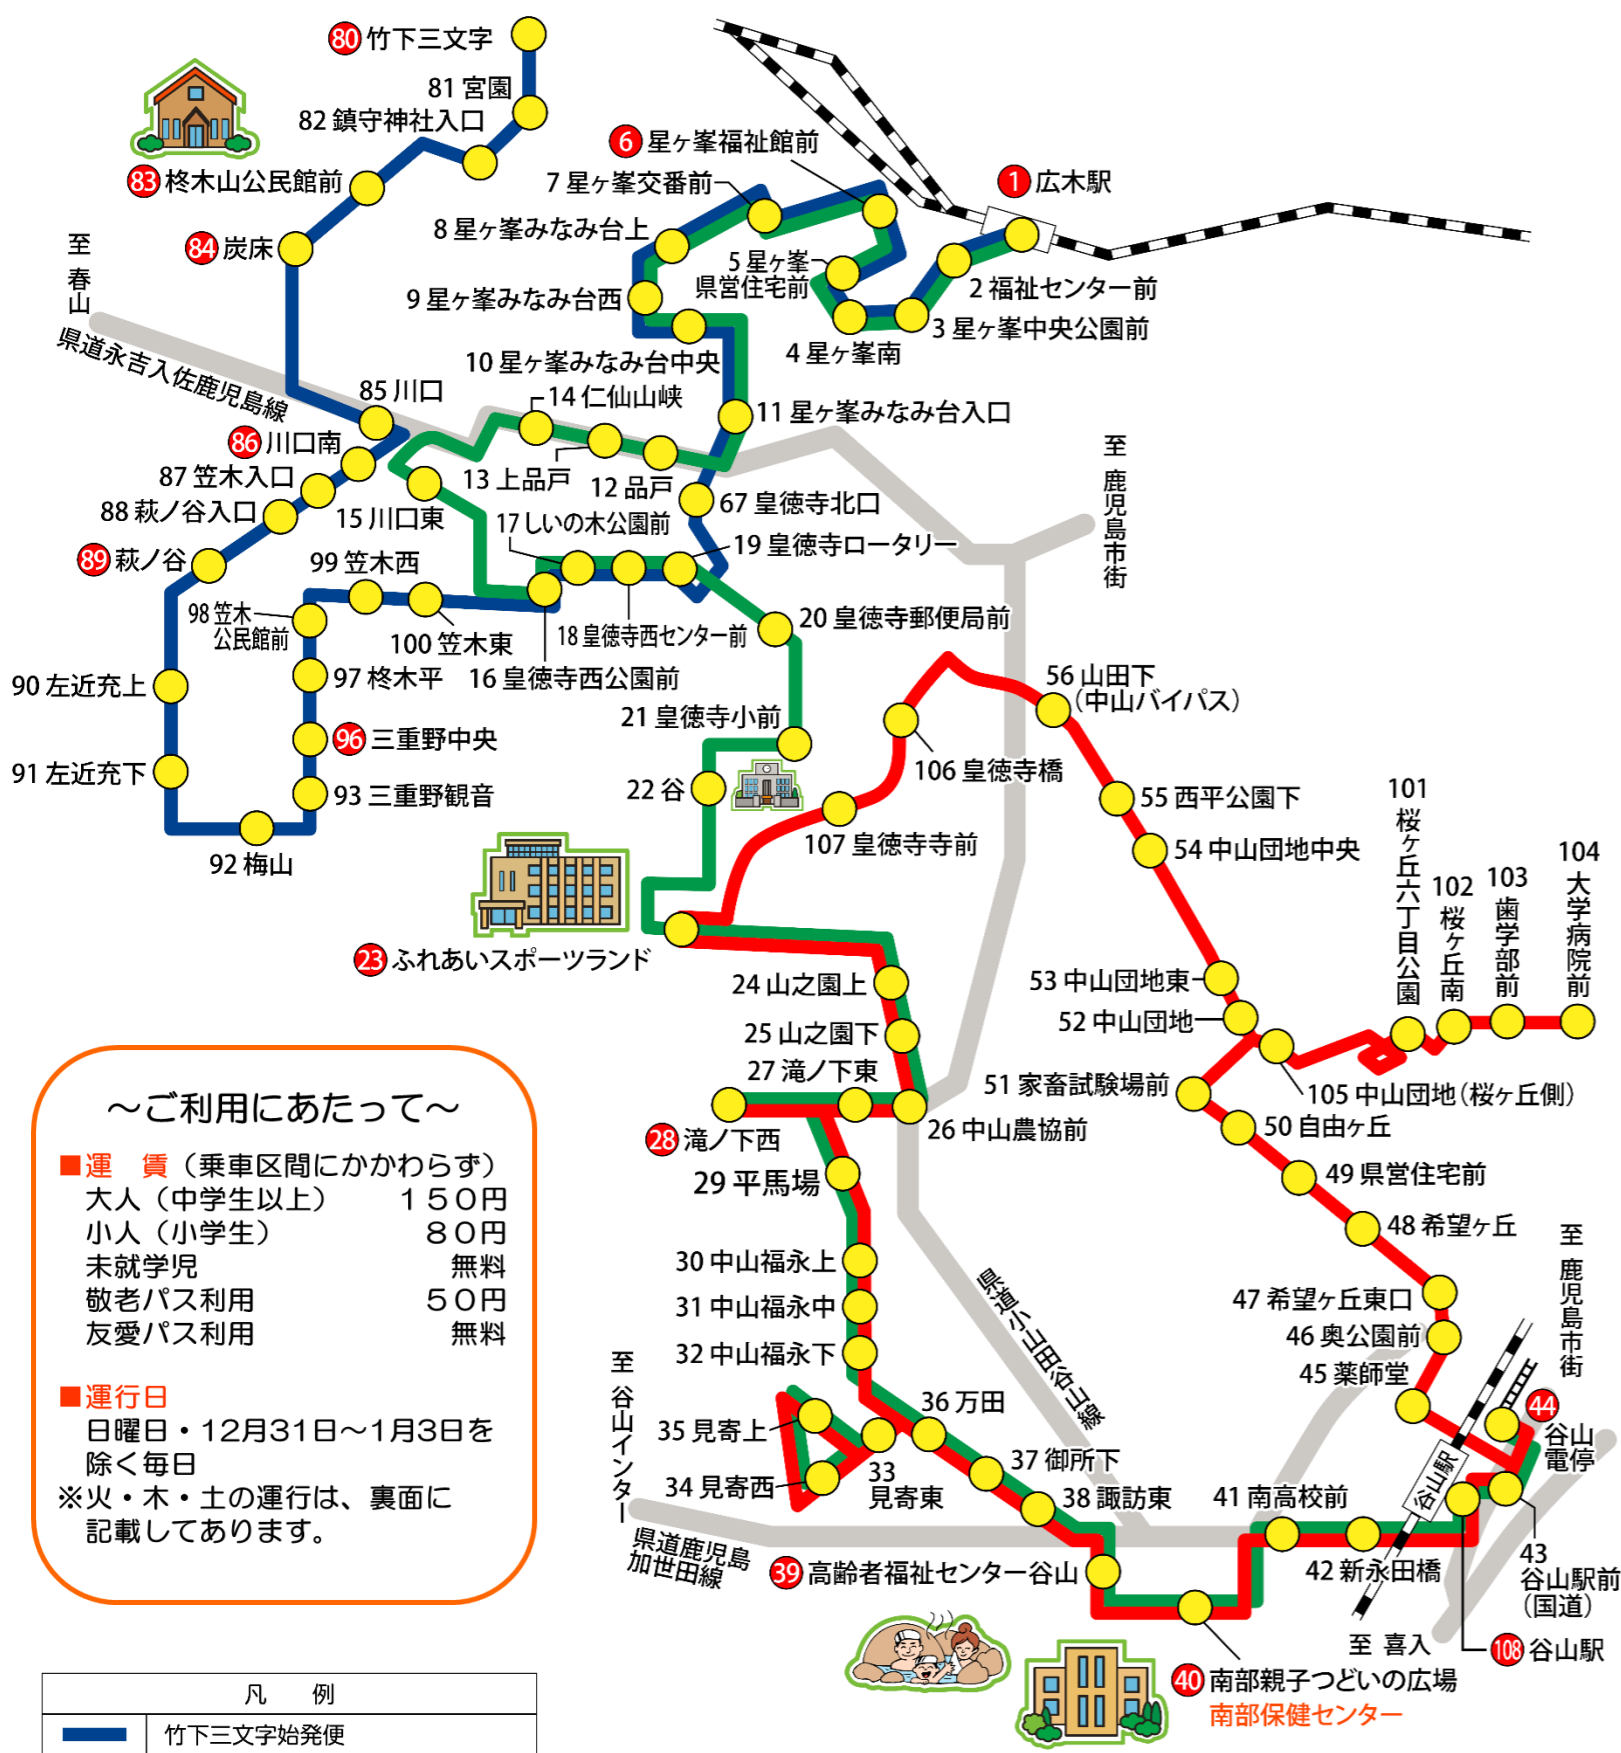 80 竹下三文字
81 宮園
82 鎮守神社入口
83 柊木山公民館前
84 炭床
至 春山
県道永吉入佐鹿児島線
6 星ヶ峯福祉館前
7 星ヶ峯交番前
1 広木駅
8 星ヶ峯みなみ台上
5 星ヶ峯
県営住宅前
2 福祉センター前
9 星ヶ峯みなみ台西
3 星ヶ峯中央公園前
4 星ヶ峯南
10 星ヶ峯みなみ台中央
85 川口
14 仁仙山峡
11 星ヶ峯みなみ台入口
86 川口南
至 鹿児島市街
87 笠木入口
13 上品戸
12 品戸
88 萩ノ谷入口
15 川口東
67 皇徳寺北口
17 しいの木公園前
19 皇徳寺ロータリー
89 萩ノ谷
99 笠木西
98 笠木
公民館前
100 笠木東
18 皇徳寺西センター前
20 皇徳寺郵便局前
16 皇徳寺西公園前
97 柊木平
90 左近充上
56 山田下
(中山バイパス)
21 皇徳寺小前
96 三重野中央
106 皇徳寺橋
91 左近充下
93 三重野観音
22 谷
55 西平公園下
101 桜ヶ丘六丁目公園
92 梅山
107 皇徳寺寺前
54 中山団地中央
102 桜ヶ丘南
103 歯学部前
104 大学病院前
23 ふれあいスポーツランド
24 山之園上
53 中山団地東
52 中山団地
25 山之園下
27 滝ノ下東
51 家畜試験場前
105 中山団地(桜ヶ丘側)
28 滝ノ下西
26 中山農協前
50 自由ヶ丘
29 平馬場
49 県営住宅前
48 希望ヶ丘
30 中山福永上
31 中山福永中
32 中山福永下
県道小山田谷山線
47 希望ヶ丘東口
46 奥公園前
45 薬師堂
至 鹿児島市街
至 谷山インター
36 万田
35 見寄上
44
谷山
電停
37 御所下
34 見寄西
33
見寄東
38 諏訪東
41 南高校前
谷山駅
県道鹿児島
加世田線
39 高齢者福祉センター谷山
42 新永田橋
43
谷山駅前
(国道)
至 喜入
108 谷山駅
40 南部親子つどいの広場
南部保健センター
～ご利用にあたって～
■運　賃（乗車区間にかかわらず）
大人（中学生以上）　１５０円
小人（小学生）　８０円
未就学児　無料
敬老パス利用　５０円
友愛パス利用　無料
■運行日
日曜日・12月31日～1月3日を
除く毎日
※火・木・土の運行は、裏面に
記載してあります。
凡　例
竹下三文字始発便